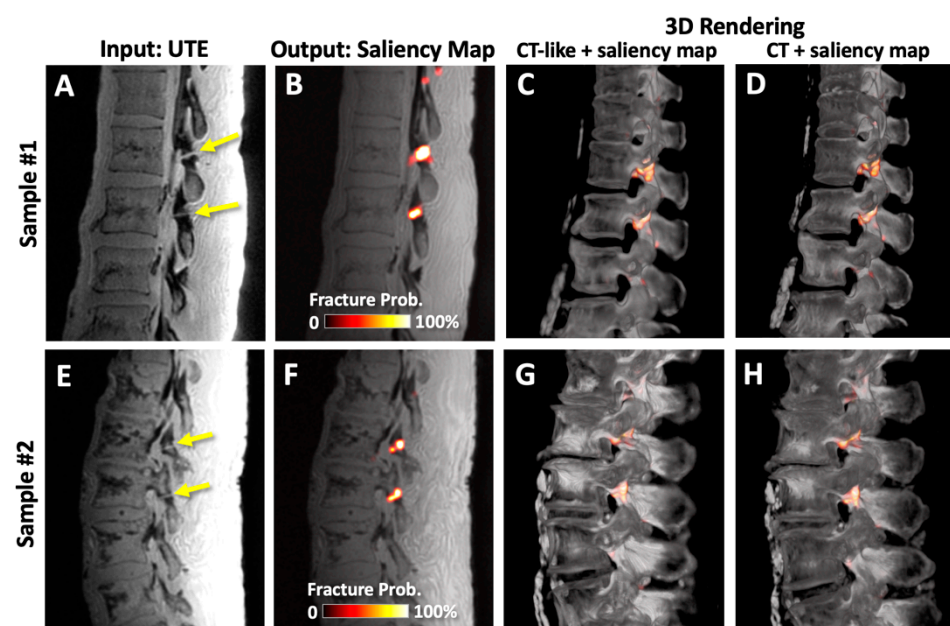 3D Rendering
Input: UTE
Output: Saliency Map
CT-like + saliency map
CT + saliency map
Sample #1
A
B
C
D
Fracture Prob.
0
100%
Sample #2
E
F
G
H
Fracture Prob.
0
100%